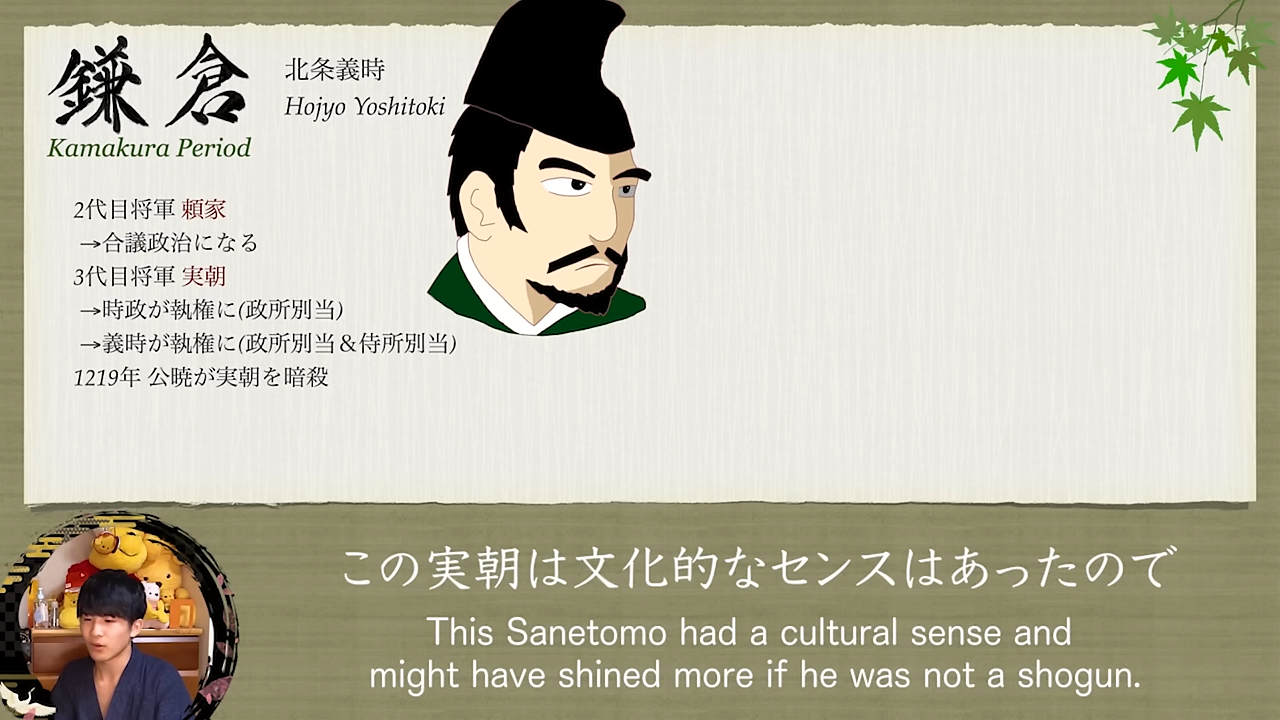 鎌倉
Kamakura Period
北条義時
Hojyo Yoshitoki
2代目将軍 頼家
→合議政治になる
3代目将軍 実朝
→時政が執権に(政所別当)
→義時が執権に(政所別当＆侍所別当)
1219年 公暁が実朝を暗殺
この実朝は文化的なセンスはあったので
This Sanetomo had a cultural sense and
might have shined more if he was not a shogun.